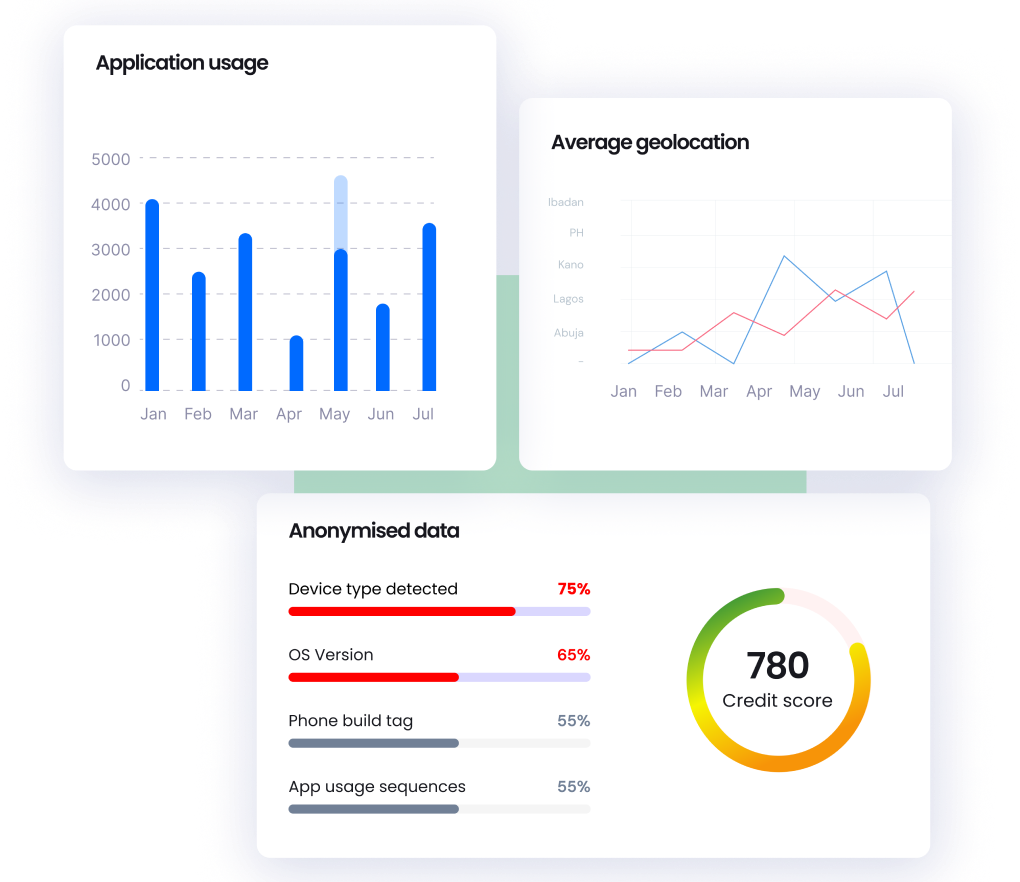 Application usage
5000
4000
3000
2000
1000
0
Jan Feb Mar Apr May Jun Jul
Average geolocation
Ibadan
PH
Kano
Lagos
Abuja
–
Jan Feb Mar Apr May Jun Jul
Anonymised data
Device type detected 75%
OS Version 65%
Phone build tag 55%
App usage sequences 55%
780
Credit score